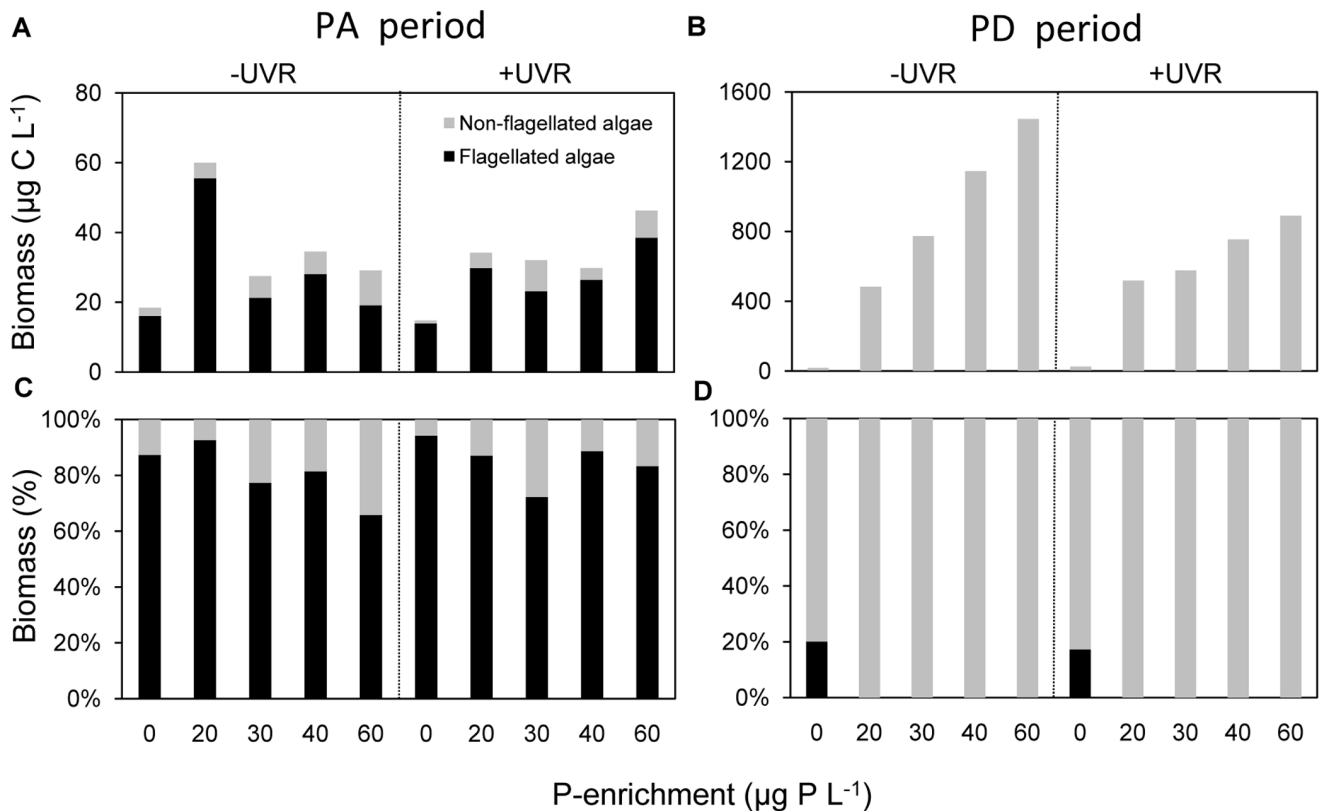 A
PA period
B
PD period
-UVR
+UVR
-UVR
+UVR
Biomass (µg C L-1)
80
60
40
20
0
Non-flagellated algae
Flagellated algae
1600
1200
800
400
0
C
D
Biomass (%)
100%
80%
60%
40%
20%
0%
100%
80%
60%
40%
20%
0%
0 20 30 40 60 0 20 30 40 60
0 20 30 40 60 0 20 30 40 60
P-enrichment (µg P L-1)